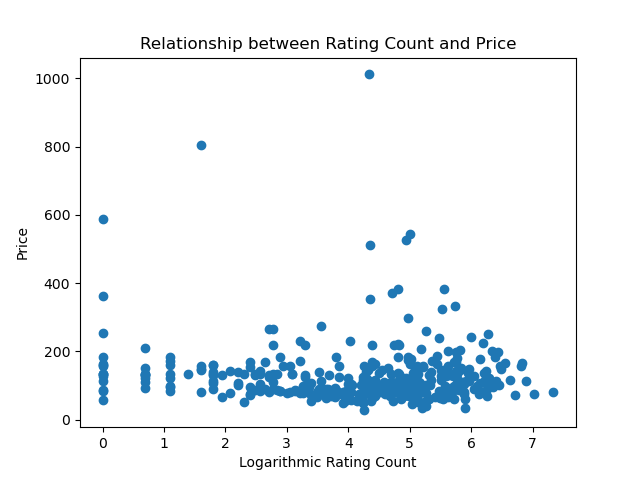 Relationship between Rating Count and Price
1000
800
600
400
200
0
Price
0 1 2 3 4 5 6 7
Logarithmic Rating Count